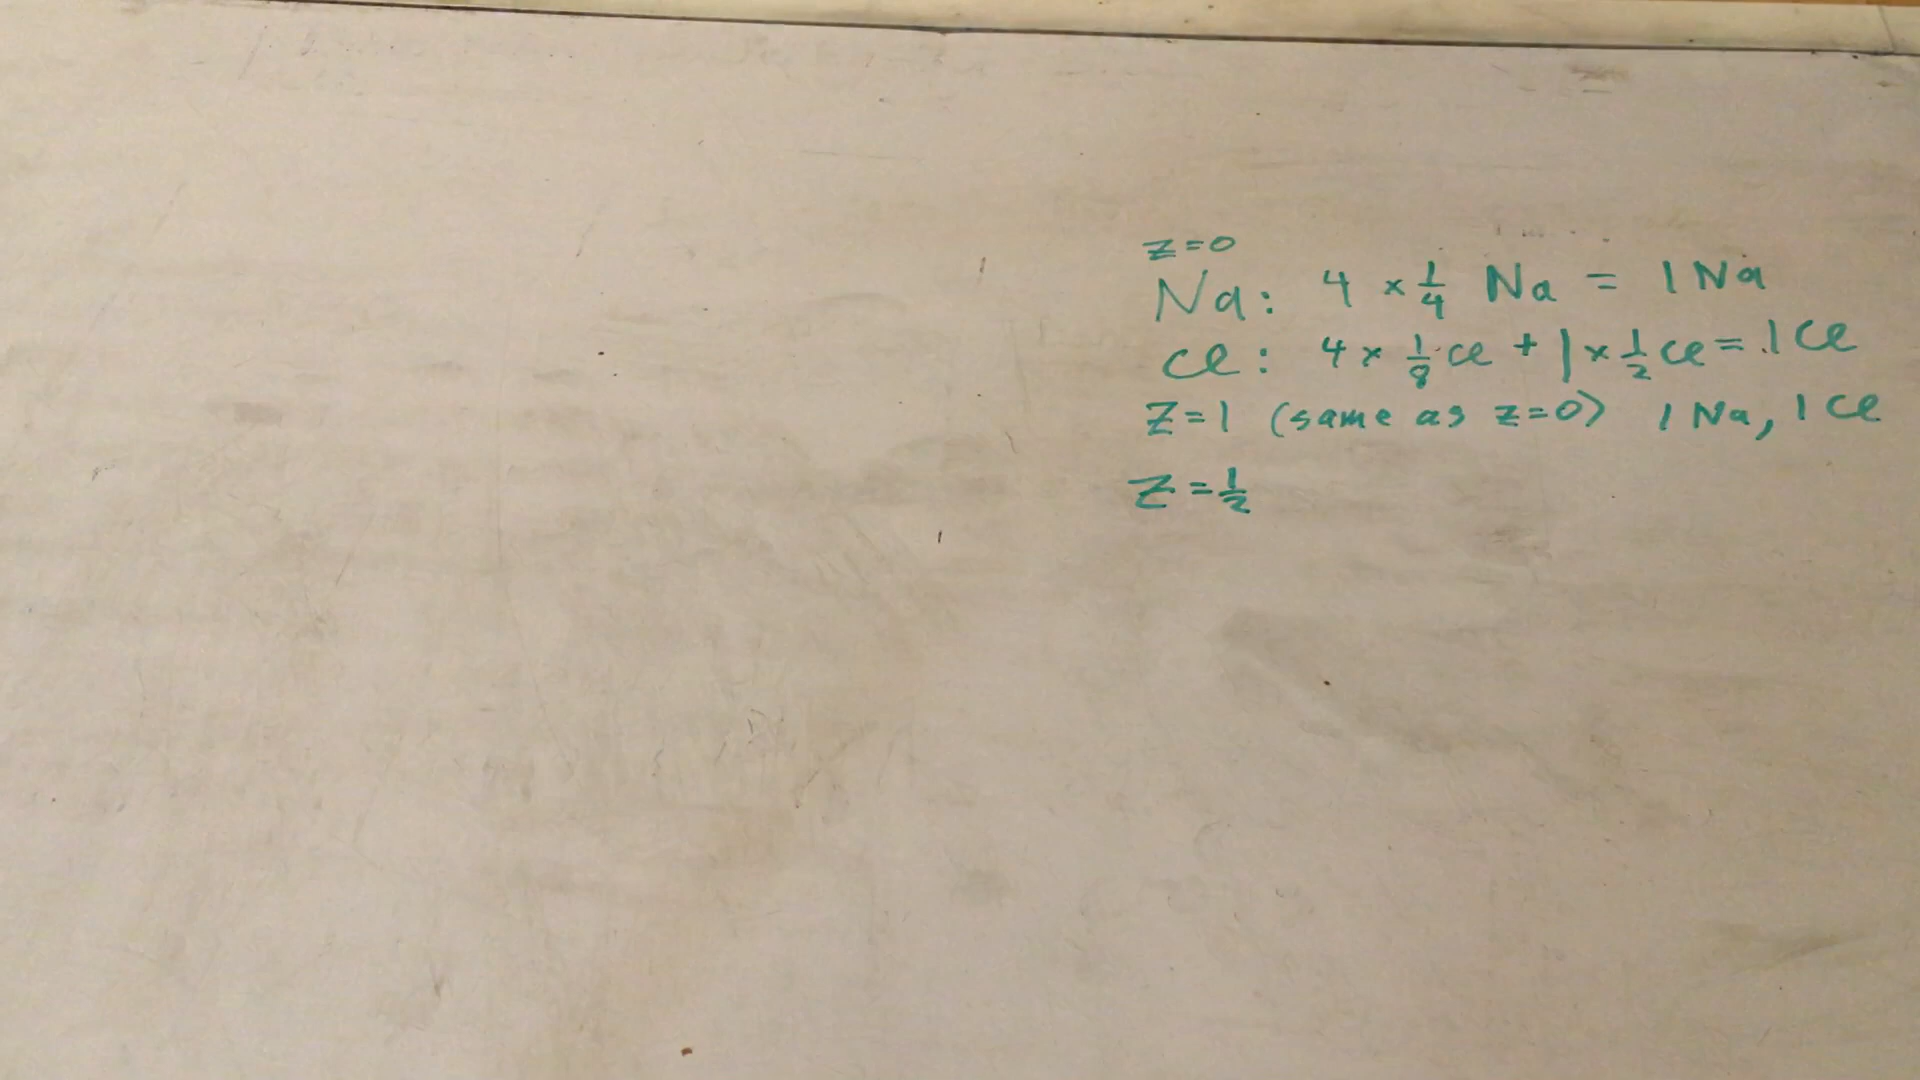 z=0
Na: 4 × 1/4 Na = 1 Na
Cl: 4 × 1/8 Cl + 1 × 1/2 Cl = 1 Cl
Z=1 (same as z=0) 1 Na, 1 Cl
Z=1/2